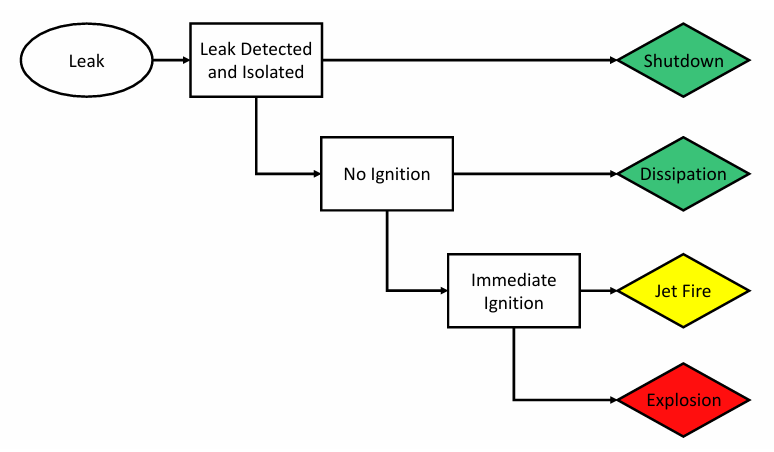 Leak
Leak Detected
and Isolated
Shutdown
No Ignition
Dissipation
Immediate
Ignition
Jet Fire
Explosion